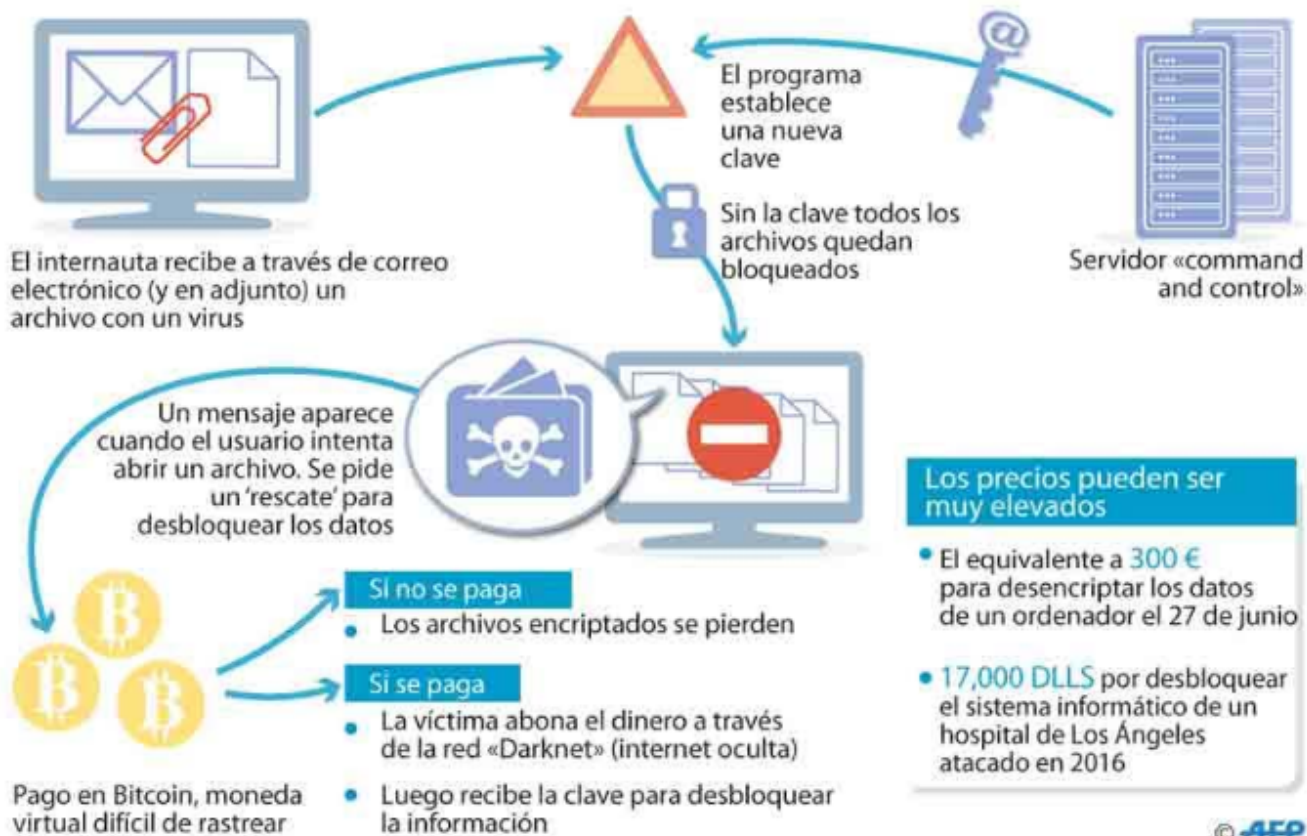 El programa
establece
una nueva
clave
Sin la clave todos los
archivos quedan
bloqueados
Servidor «command
and control»
El internauta recibe a través de correo
electrónico (y en adjunto) un
archivo con un virus
Un mensaje aparece
cuando el usuario intenta
abrir un archivo. Se pide
un 'rescate' para
desbloquear los datos
Pago en Bitcoin, moneda
virtual difícil de rastrear
Si no se paga
• Los archivos encriptados se pierden
Si se paga
• La víctima abona el dinero a través
de la red «Darknet» (internet oculta)
• Luego recibe la clave para desbloquear
la información
Los precios pueden ser
muy elevados
• El equivalente a 300 €
para desencriptar los datos
de un ordenador el 27 de junio
• 17,000 DLLS por desbloquear
el sistema informático de un
hospital de Los Ángeles
atacado en 2016
© AFP